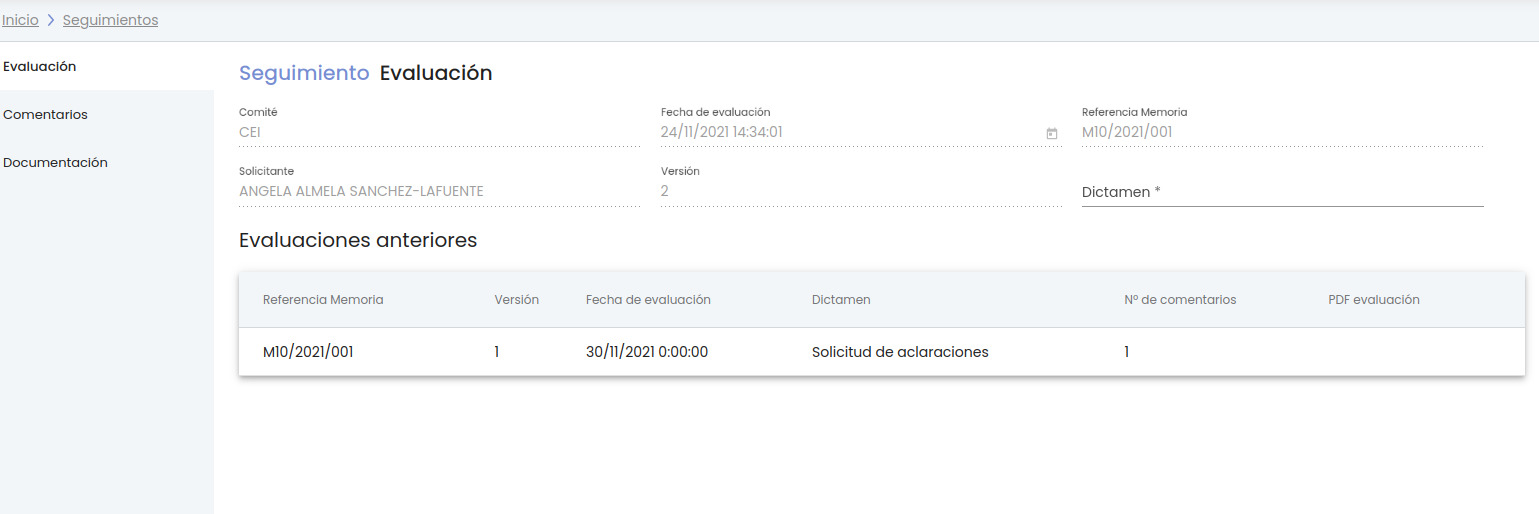 Inicio > Seguimientos
Evaluación
Comentarios
Documentación
Seguimiento Evaluación
Comité Fecha de evaluación Referencia Memoria
CEI 24/11/2021 14:34:01 M10/2021/001
Solicitante Versión
ANGELA ALMELA SANCHEZ-LAFUENTE 2 Dictamen *
Evaluaciones anteriores
Referencia Memoria Versión Fecha de evaluación Dictamen Nº de comentarios PDF evaluación
M10/2021/001 1 30/11/2021 0:00:00 Solicitud de aclaraciones 1